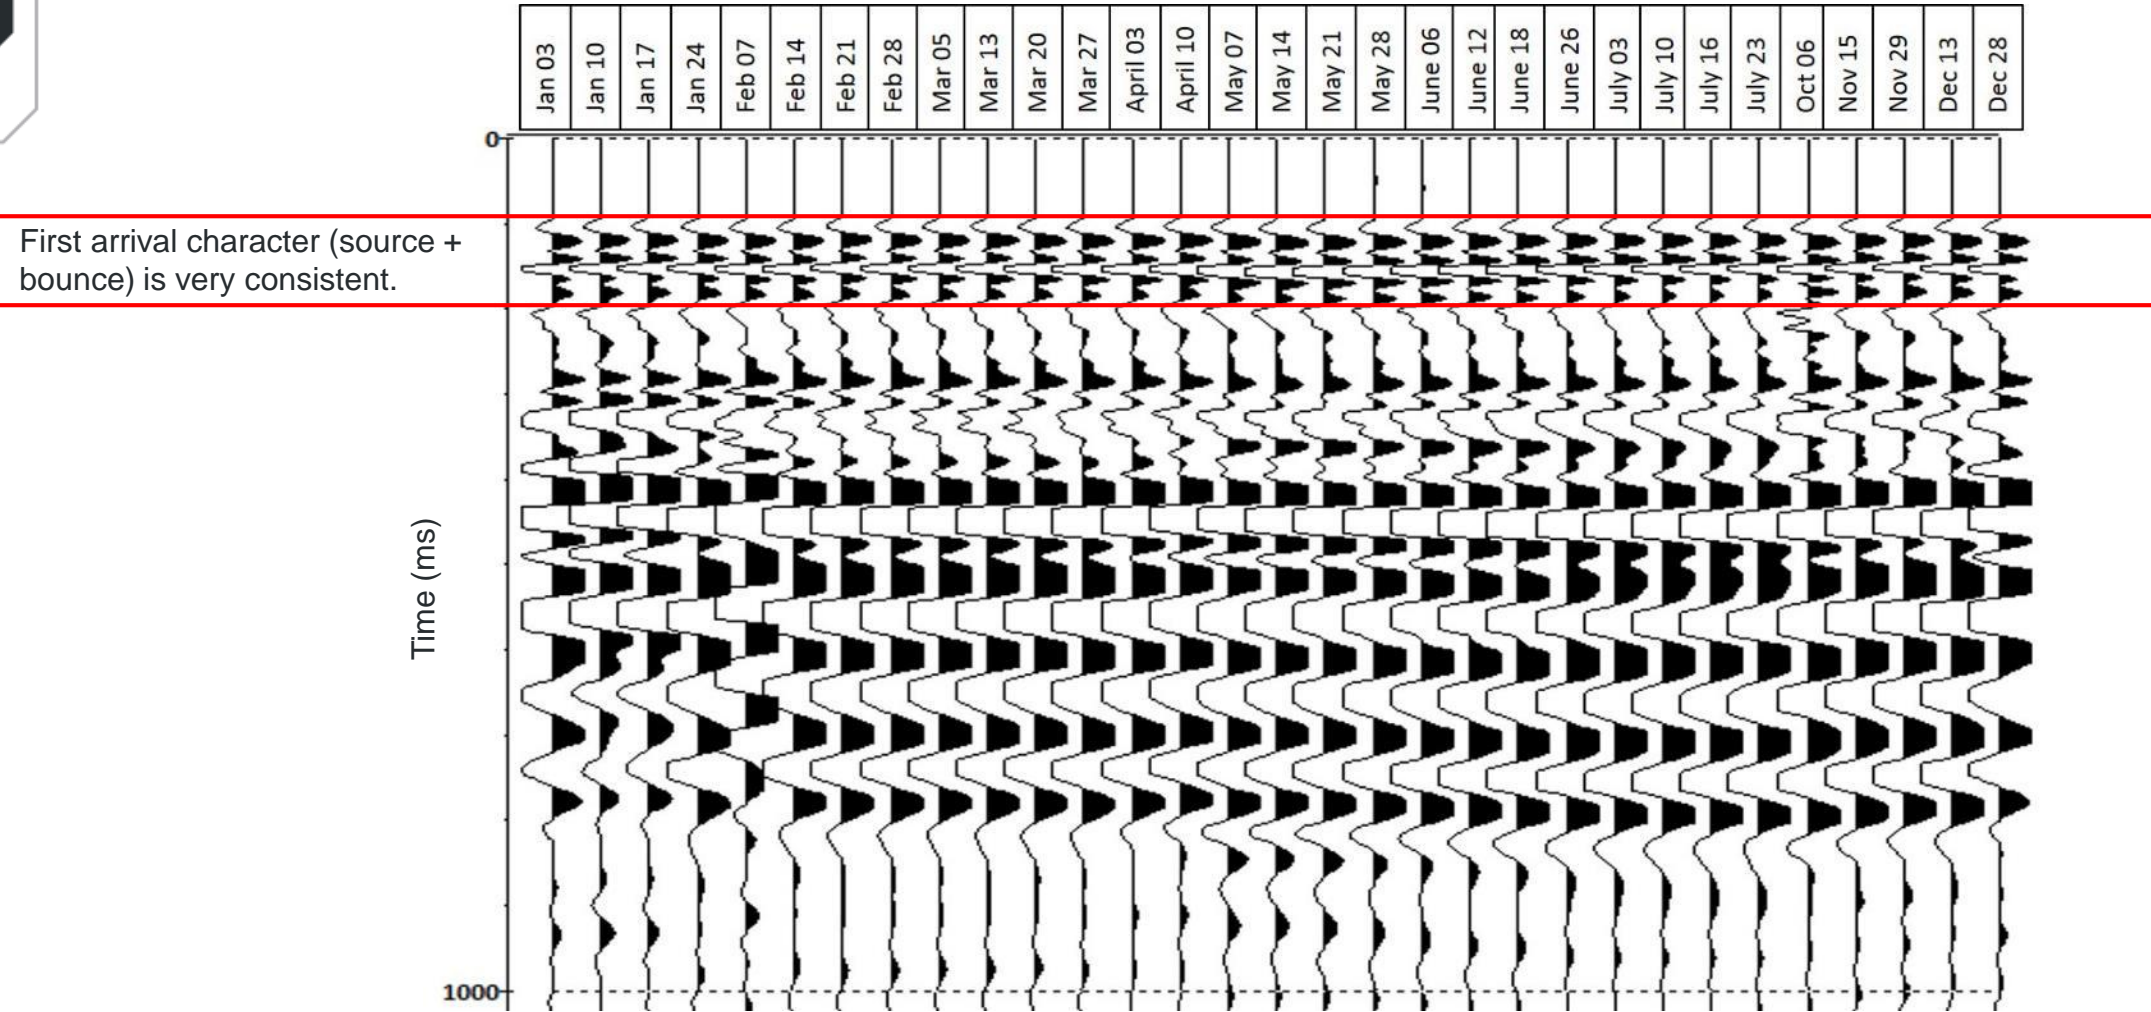 Jan 03
Jan 10
Jan 17
Jan 24
Feb 07
Feb 14
Feb 21
Feb 28
Mar 05
Mar 13
Mar 20
Mar 27
April 03
April 10
May 07
May 14
May 21
May 28
June 06
June 12
June 18
June 26
July 03
July 10
July 16
July 23
Oct 06
Nov 15
Nov 29
Dec 13
Dec 28
0
First arrival character (source +
bounce) is very consistent.
Time (ms)
1000